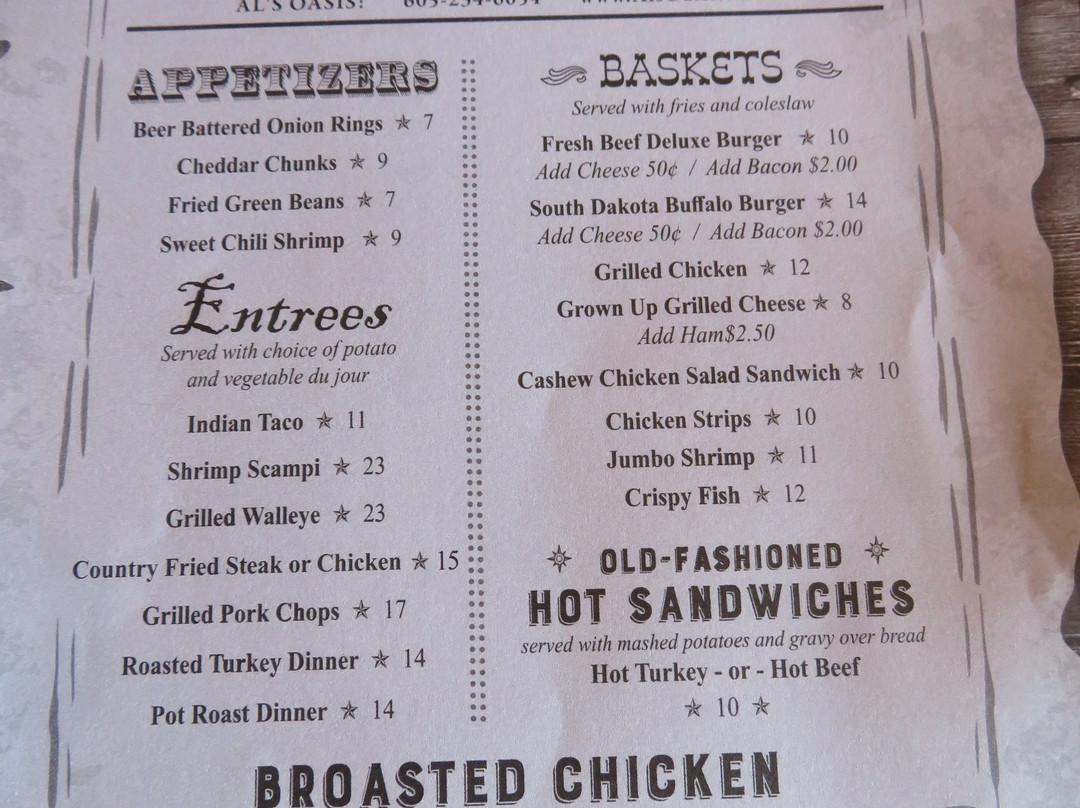 AL'S OASIS!
APPETIZERS
Beer Battered Onion Rings ✯ 7
Cheddar Chunks ✯ 9
Fried Green Beans ✯ 7
Sweet Chili Shrimp ✯ 9
Entrees
Served with choice of potato
and vegetable du jour
Indian Taco ✯ 11
Shrimp Scampi ✯ 23
Grilled Walleye ✯ 23
Country Fried Steak or Chicken ✯ 15
Grilled Pork Chops ✯ 17
Roasted Turkey Dinner ✯ 14
Pot Roast Dinner ✯ 14
BASKETS
Served with fries and coleslaw
Fresh Beef Deluxe Burger ✯ 10
Add Cheese 50¢ / Add Bacon $2.00
South Dakota Buffalo Burger ✯ 14
Add Cheese 50¢ / Add Bacon $2.00
Grilled Chicken ✯ 12
Grown Up Grilled Cheese ✯ 8
Add Ham$2.50
Cashew Chicken Salad Sandwich ✯ 10
Chicken Strips ✯ 10
Jumbo Shrimp ✯ 11
Crispy Fish ✯ 12
OLD-FASHIONED
HOT SANDWICHES
served with mashed potatoes and gravy over bread
Hot Turkey - or - Hot Beef
✯ 10 ✯
BROASTED CHICKEN